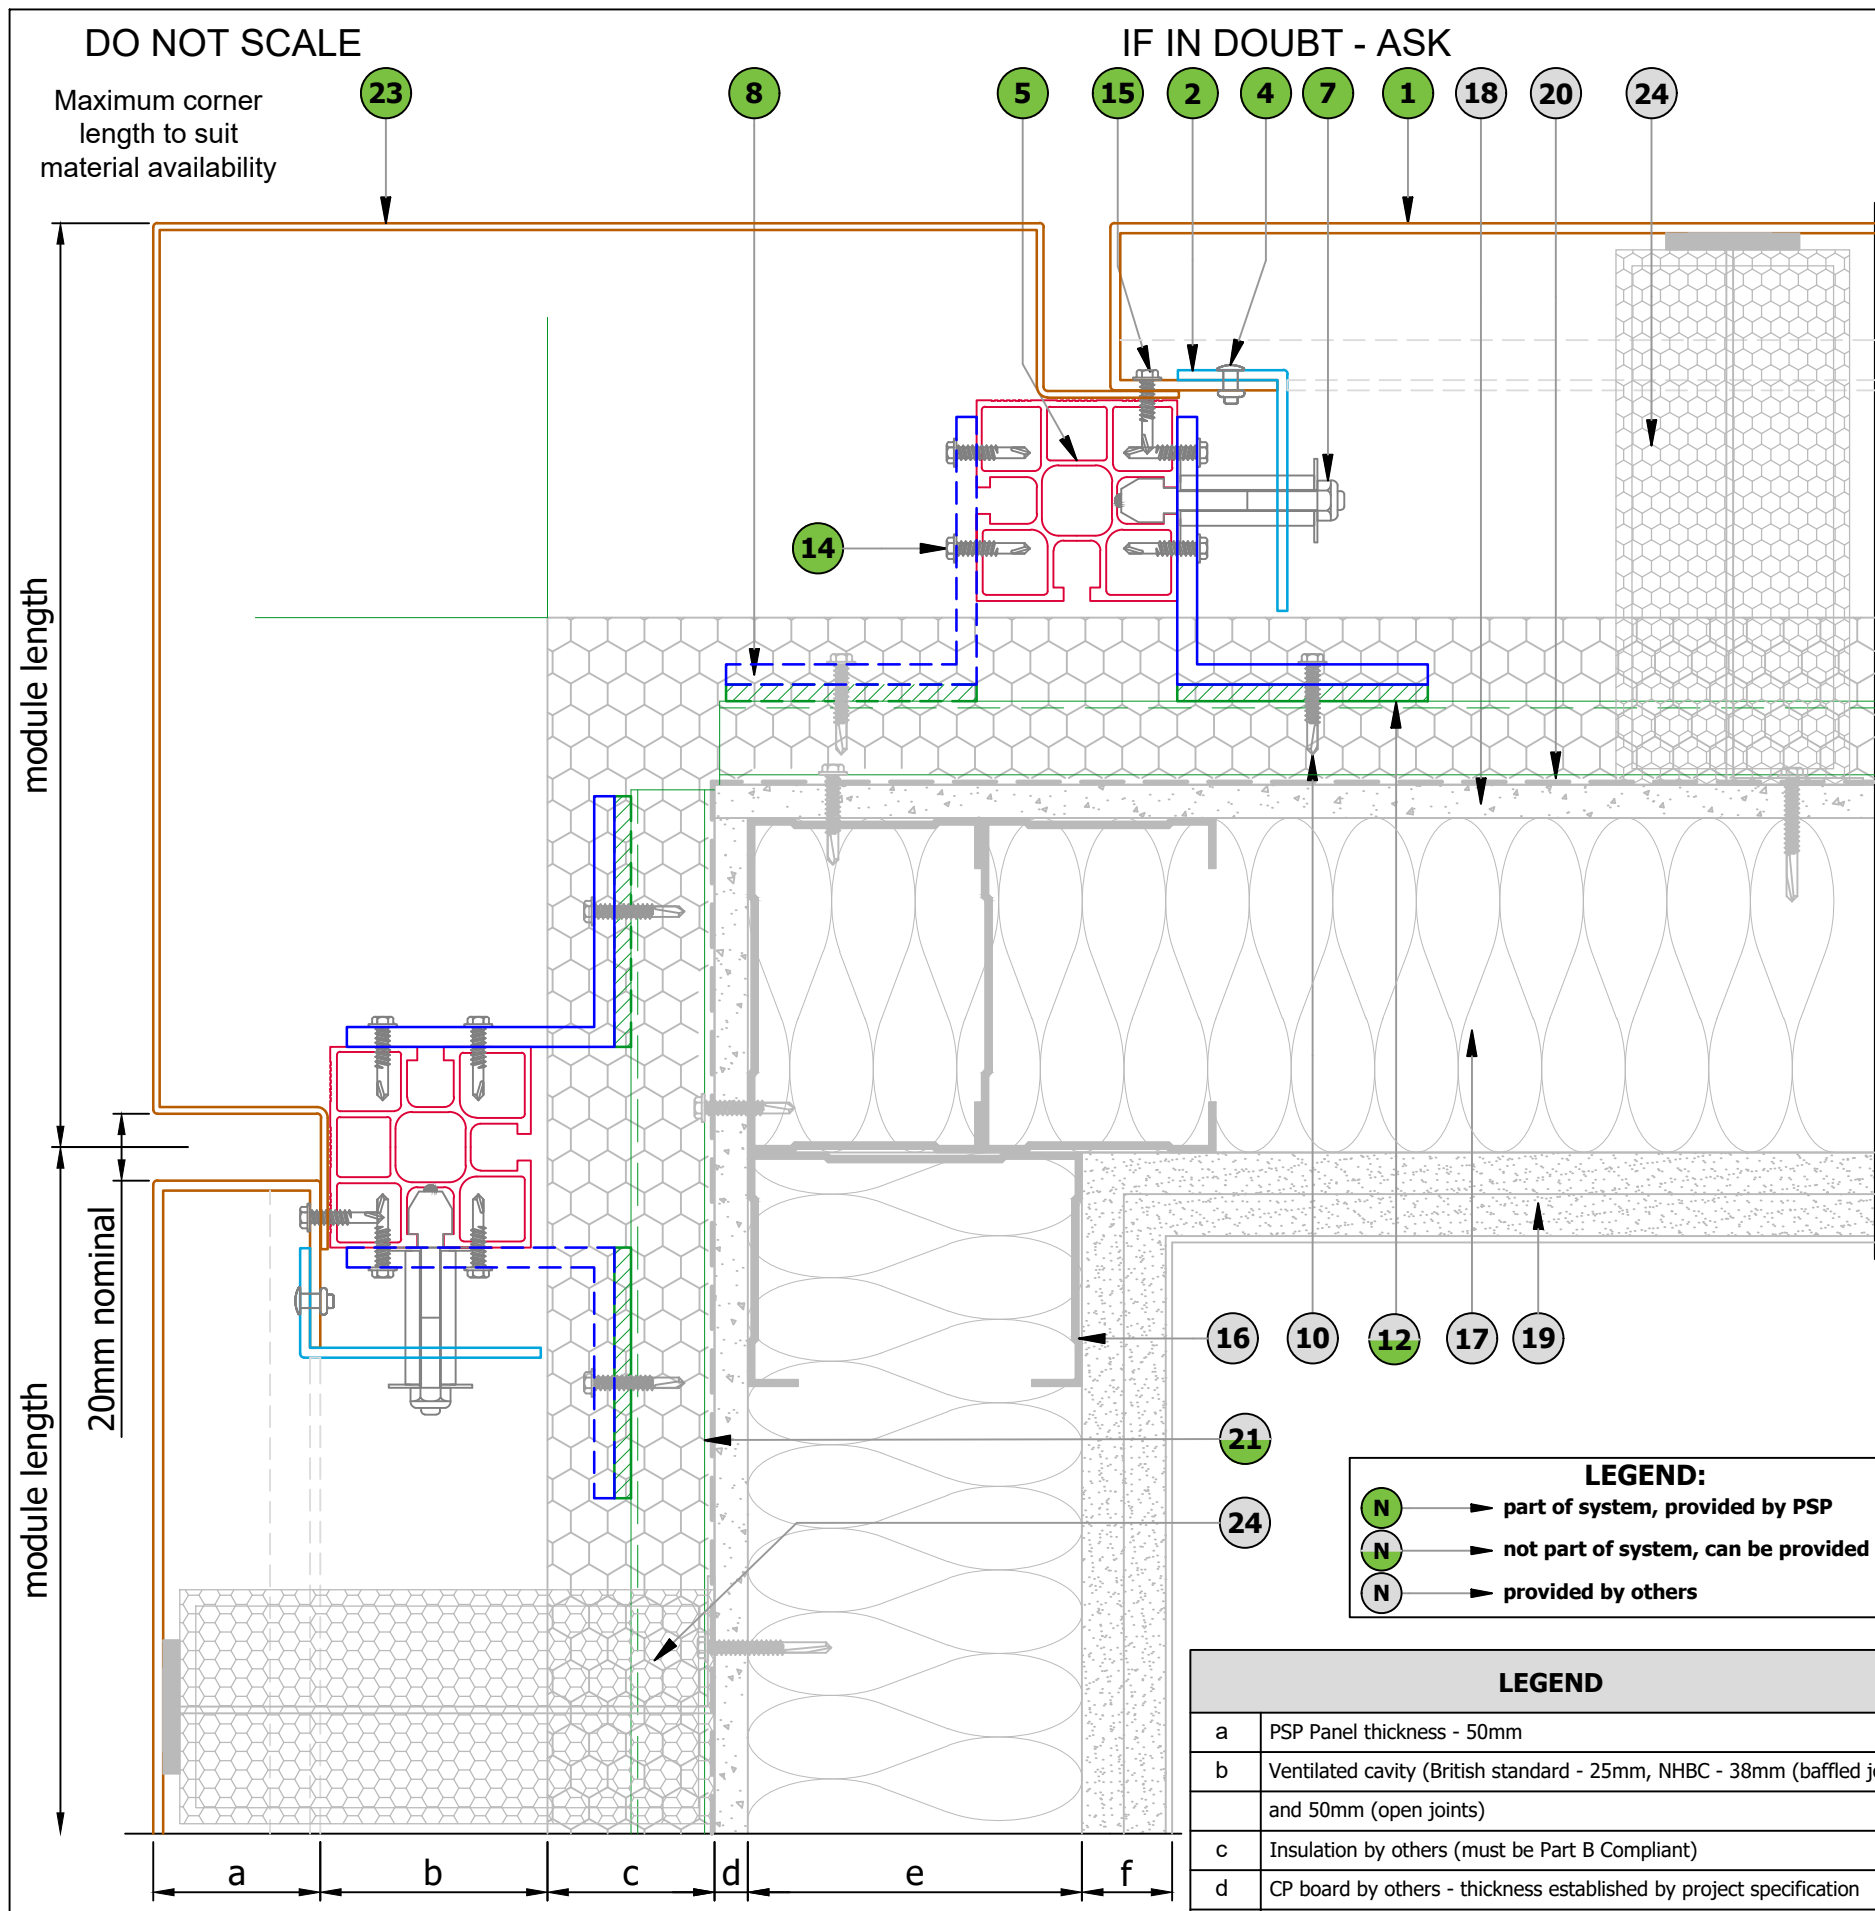 DO NOT SCALE
IF IN DOUBT - ASK
Maximum corner
length to suit
material availability
23
8
5
15
2
4
7
1
18
20
24
14
module length
20mm nominal
module length
16
10
12
17
19
21
24
LEGEND:
N part of system, provided by PSP
N not part of system, can be provided
N provided by others
LEGEND
a PSP Panel thickness - 50mm
b Ventilated cavity (British standard - 25mm, NHBC - 38mm (baffled
and 50mm (open joints)
c Insulation by others (must be Part B Compliant)
d CP board by others - thickness established by project specification
a b c d e f